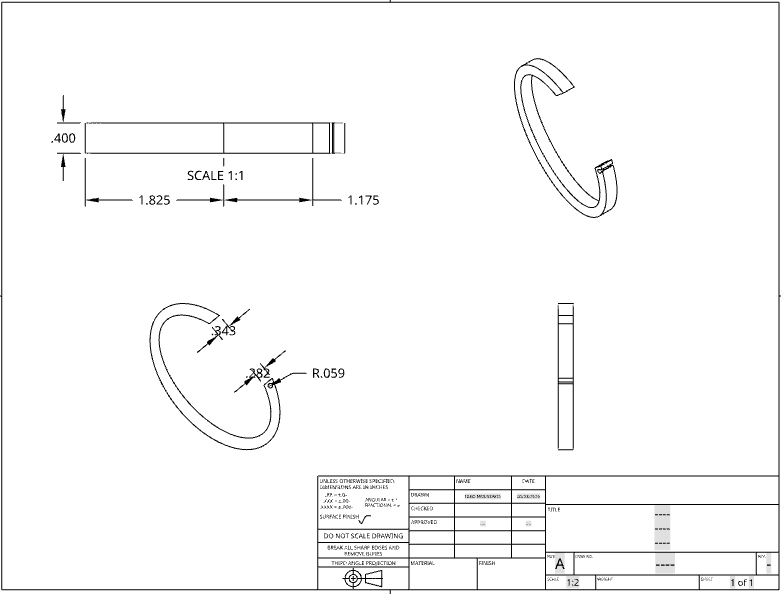 .400
SCALE 1:1
1.825
1.175
.343
.282
R.059
UNLESS OTHERWISE SPECIFIED,
DIMENSIONS ARE IN INCHES
SURFACE FINISH
DO NOT SCALE DRAWING
BREAK ALL SHARP EDGES AND
REMOVE BURRS
THIRD ANGLE PROJECTION
NAME
DATE
DRAWN
CHECKED
APPROVED
MATERIAL
FINISH
TITLE
SIZE
A
DWG NO.
----
REV.
-
SCALE
1:2
WEIGHT
SHEET
1 of 1